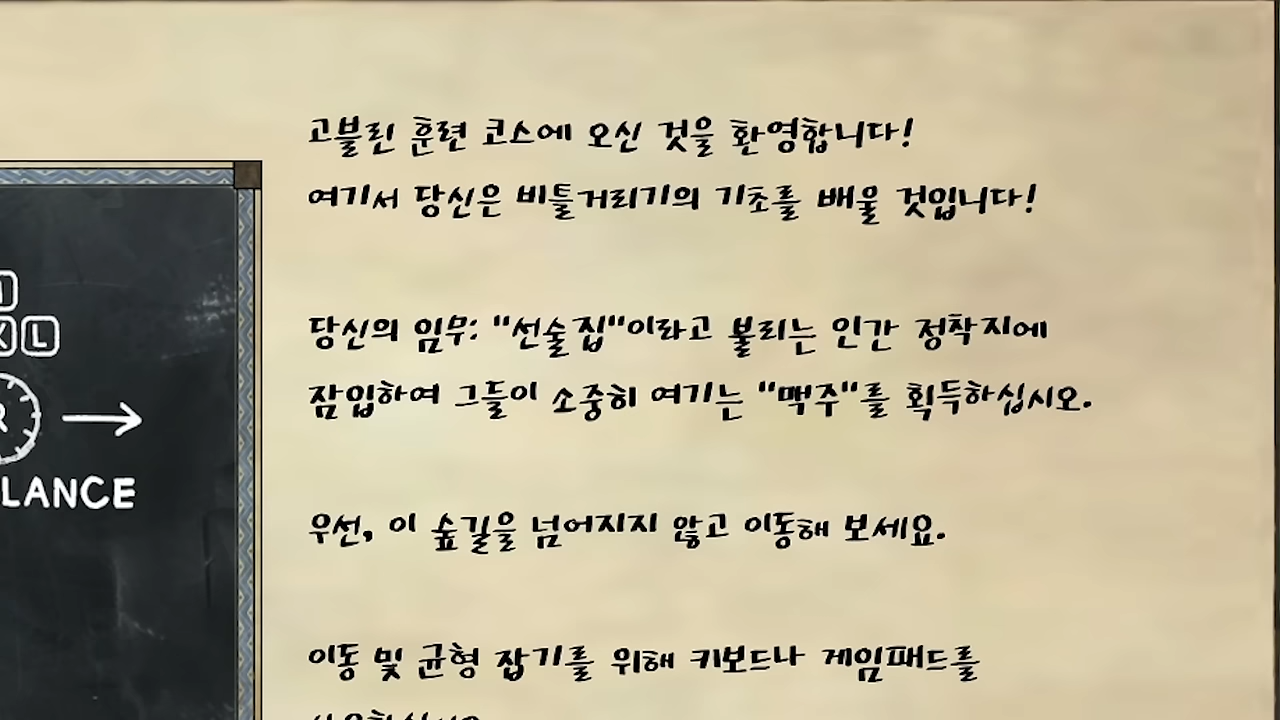 고블린 훈련 코스에 오신 것을 환영합니다!
여기서 당신은 비틀거리기의 기초를 배울 것입니다!
당신의 임무: "선술집"이라고 불리는 인간 정착지에
잠입하여 그들이 소중히 여기는 "맥주"를 획득하십시오.
우선, 이 숲길을 넘어지지 않고 이동해 보세요.
이동 및 균형 잡기를 위해 키보드나 게임패드를
L
LANCE